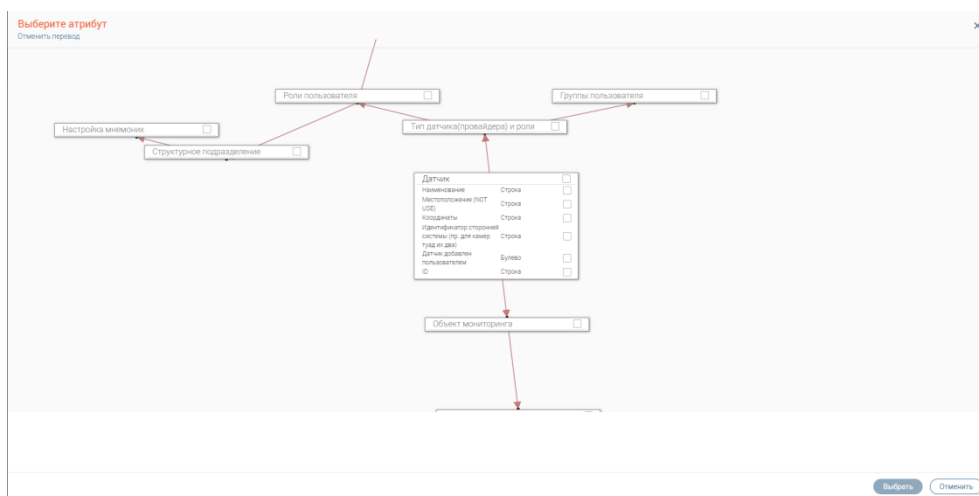 Выберите атрибут
Отменить перевод
Роли пользователя
Группы пользователя
Настройка мнемоник
Тип датчика(провайдера) и роли
Структурное подразделение
Датчик
Наименование Строка
Местоположение (NOT
USE) Строка
Координаты Строка
Идентификатор сторонней
системы (пр. для камер Строка
туад их два)
Датчик добавлен
пользователем Булево
ID Строка
Объект мониторинга
Выбрать Отменить